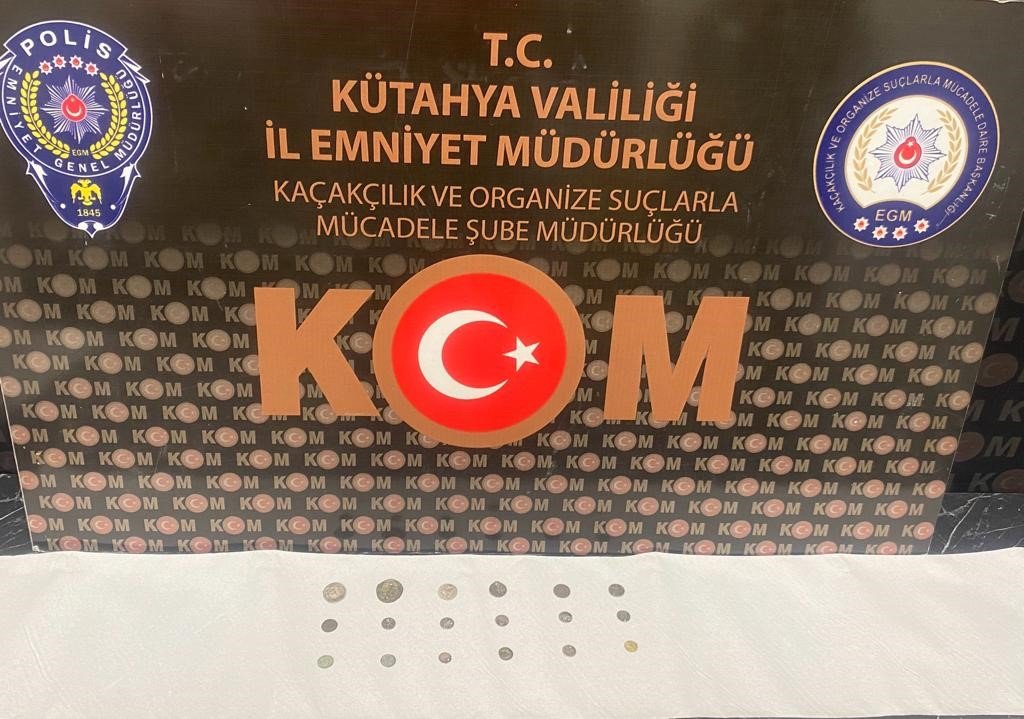 POLİS
EMNİYET GENEL MÜDÜRLÜĞÜ
EGM
1845
T.C.
KÜTAHYA VALİLİĞİ
İL EMNİYET MÜDÜRLÜĞÜ
KAÇAKÇILIK VE ORGANİZE SUÇLARLA
MÜCADELE ŞUBE MÜDÜRLÜĞÜ
KAÇAKÇILIK VE ORGANİZE SUÇLARLA MÜCADELE DAİRE BAŞKANLIĞI
EGM
KOM